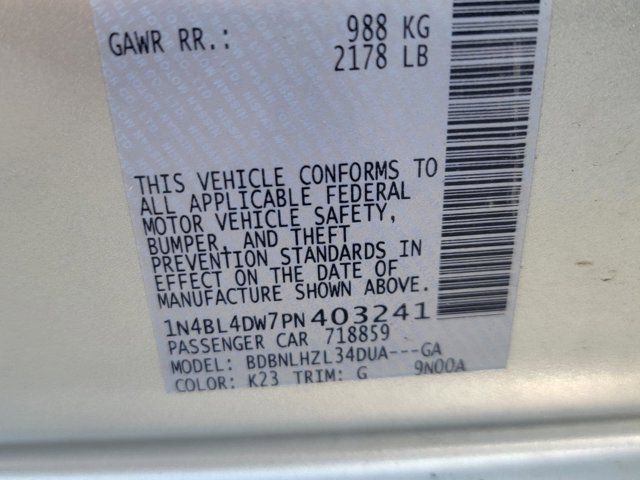 GAWR RR.: 988 KG
2178 LB
THIS VEHICLE CONFORMS TO
ALL APPLICABLE FEDERAL
MOTOR VEHICLE SAFETY,
BUMPER, AND THEFT
PREVENTION STANDARDS IN
EFFECT ON THE DATE OF
MANUFACTURE SHOWN ABOVE.
1N4BL4DW7PN403241
PASSENGER CAR 718859
MODEL: BDBNLHZL34DUA---GA
COLOR: K23 TRIM: G 9N00A